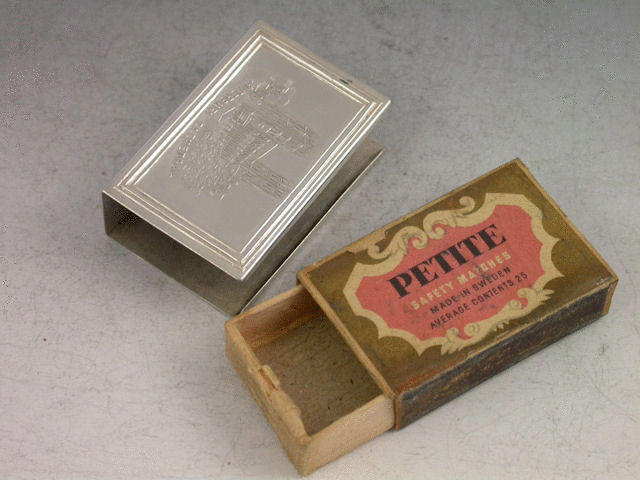 PETITE
SAFETY MATCHES
MADE IN SWEDEN
AVERAGE CONTENTS 25